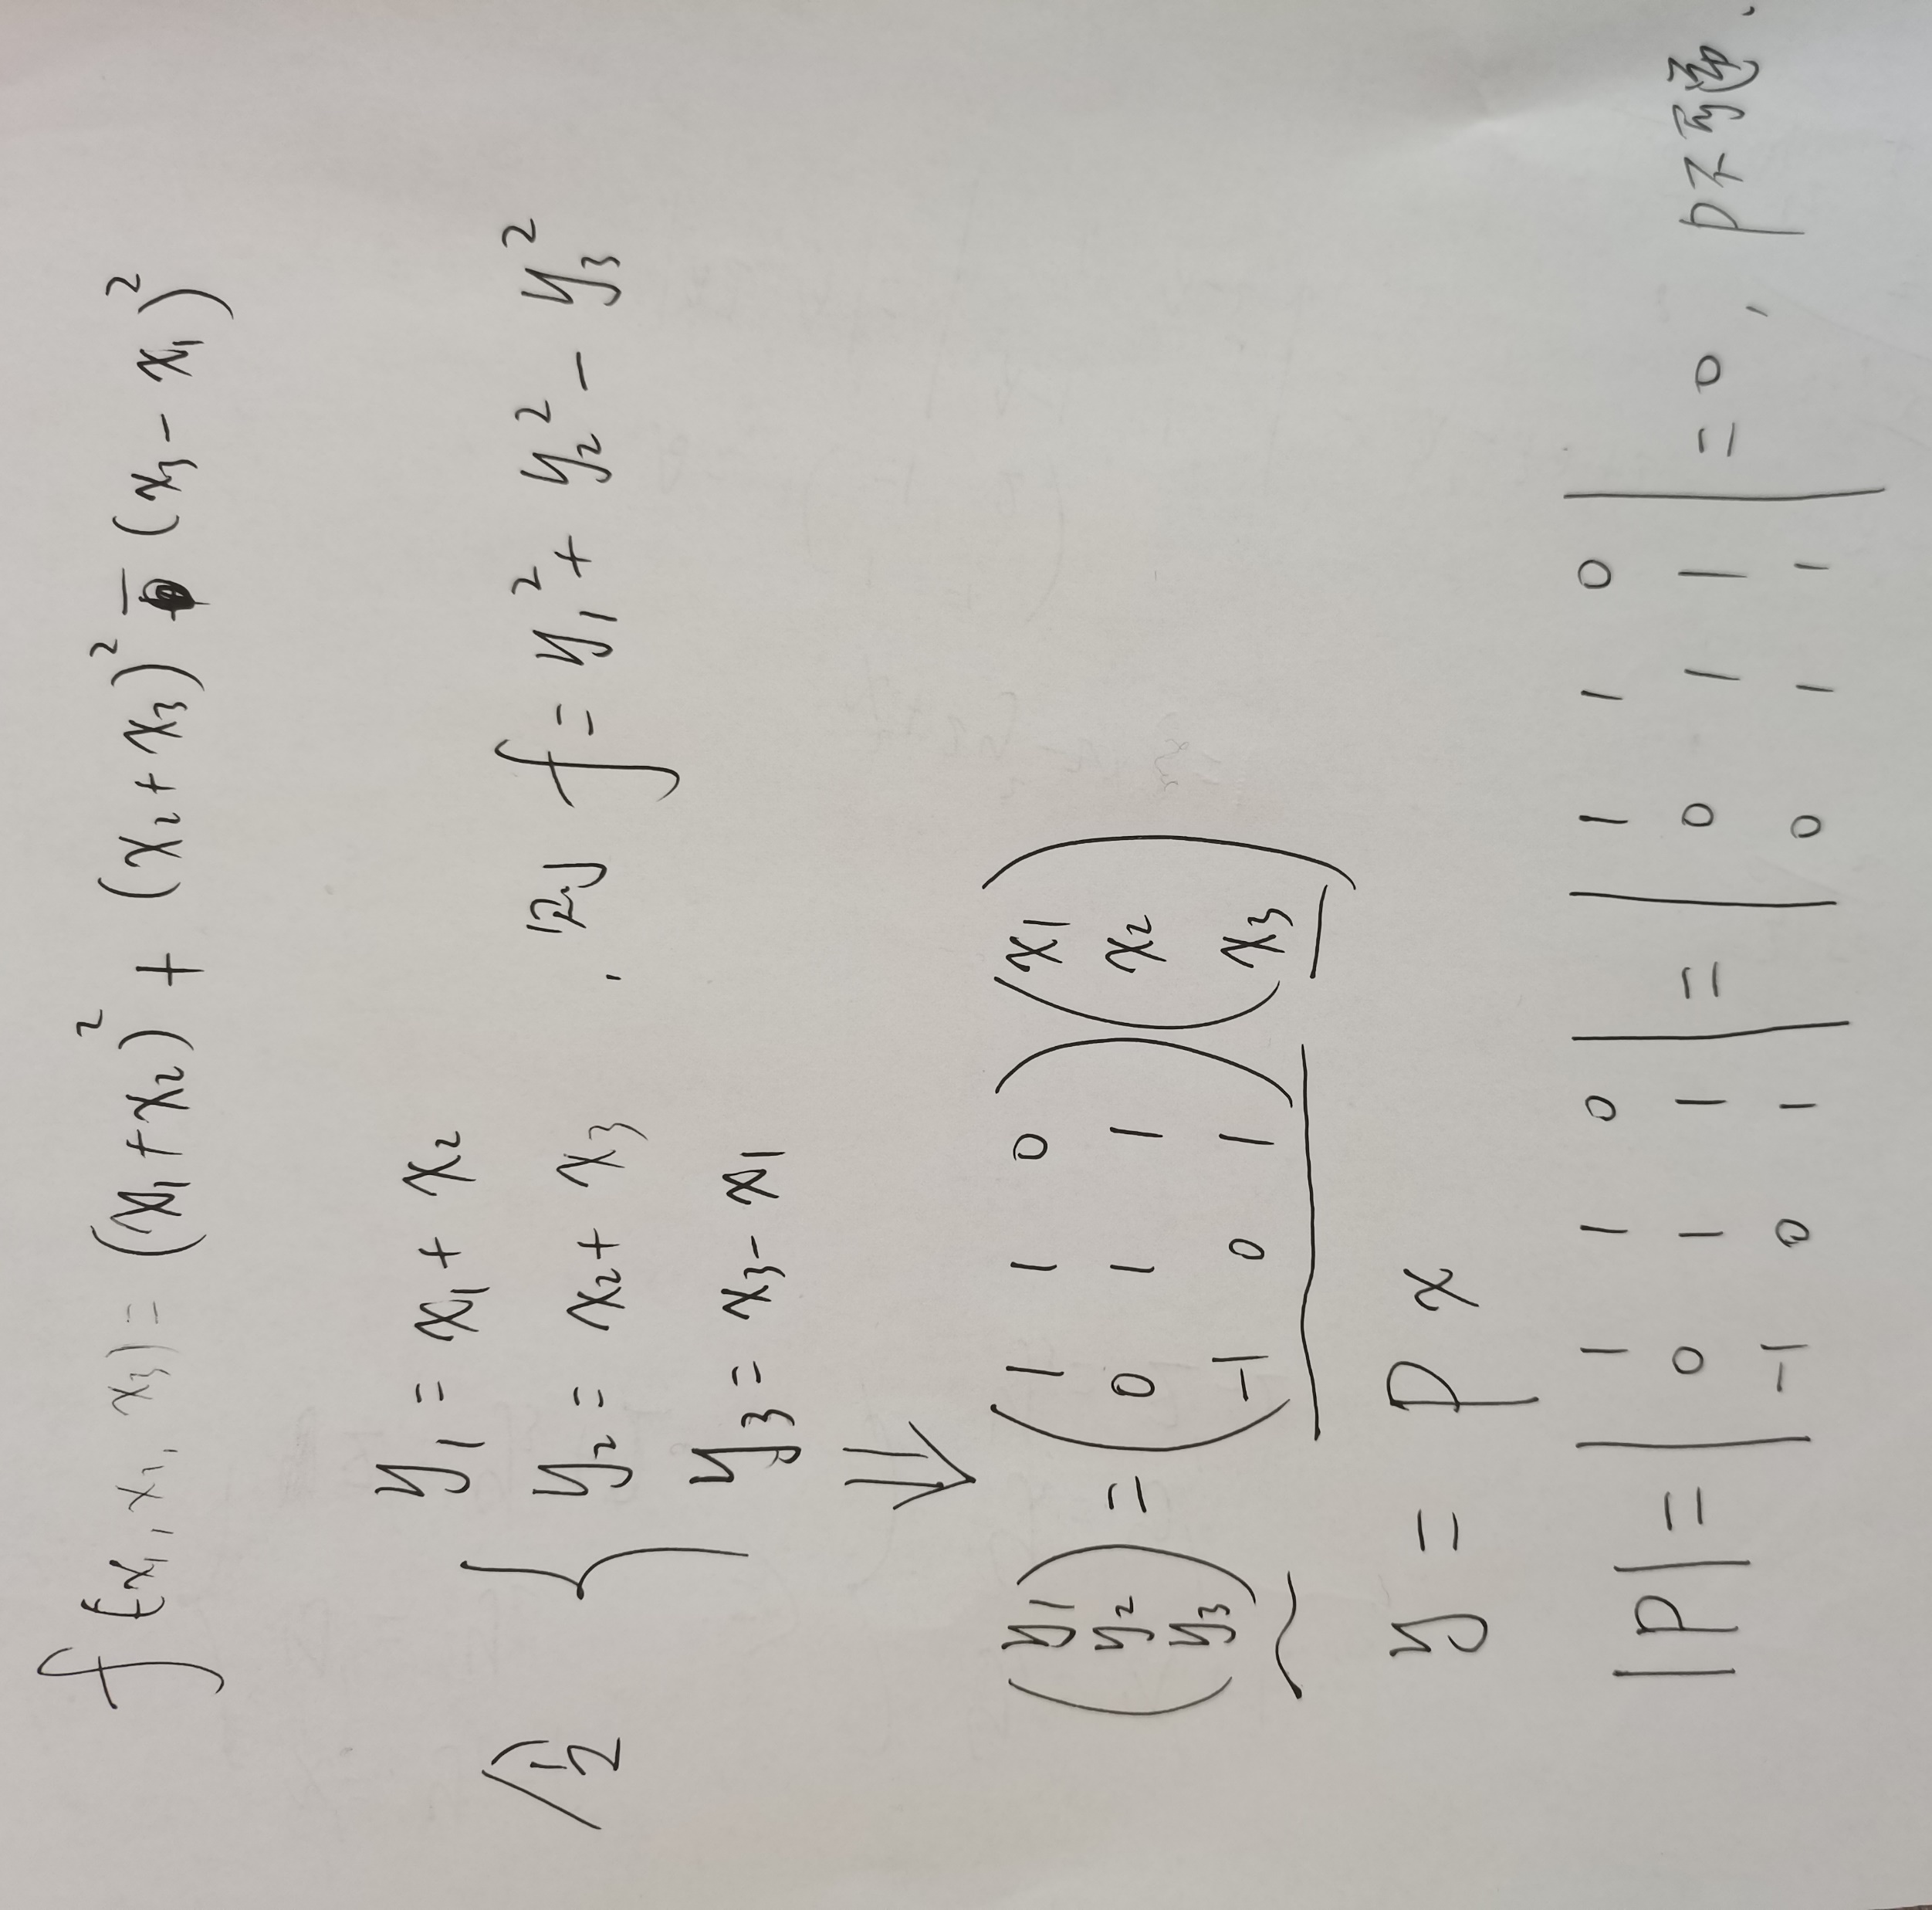 f(x₁, x₂, x₃) = (x₁+x₂)² + (x₂+x₃)² − (x₃−x₁)²
令 { y₁ = x₁ + x₂
y₂ = x₂ + x₃ , 则 f = y₁² + y₂² − y₃²
y₃ = x₃ − x₁
⇓
(y₁ (1 1 0 (x₁
y₂ = 0 1 1 x₂
y₃) −1 0 1) x₃)
y = P x
|P| = |1 1 0| = |1 1 0| = 0, P不可逆.
|0 1 1| |0 1 1|
|−1 0 1| |0 1 1|